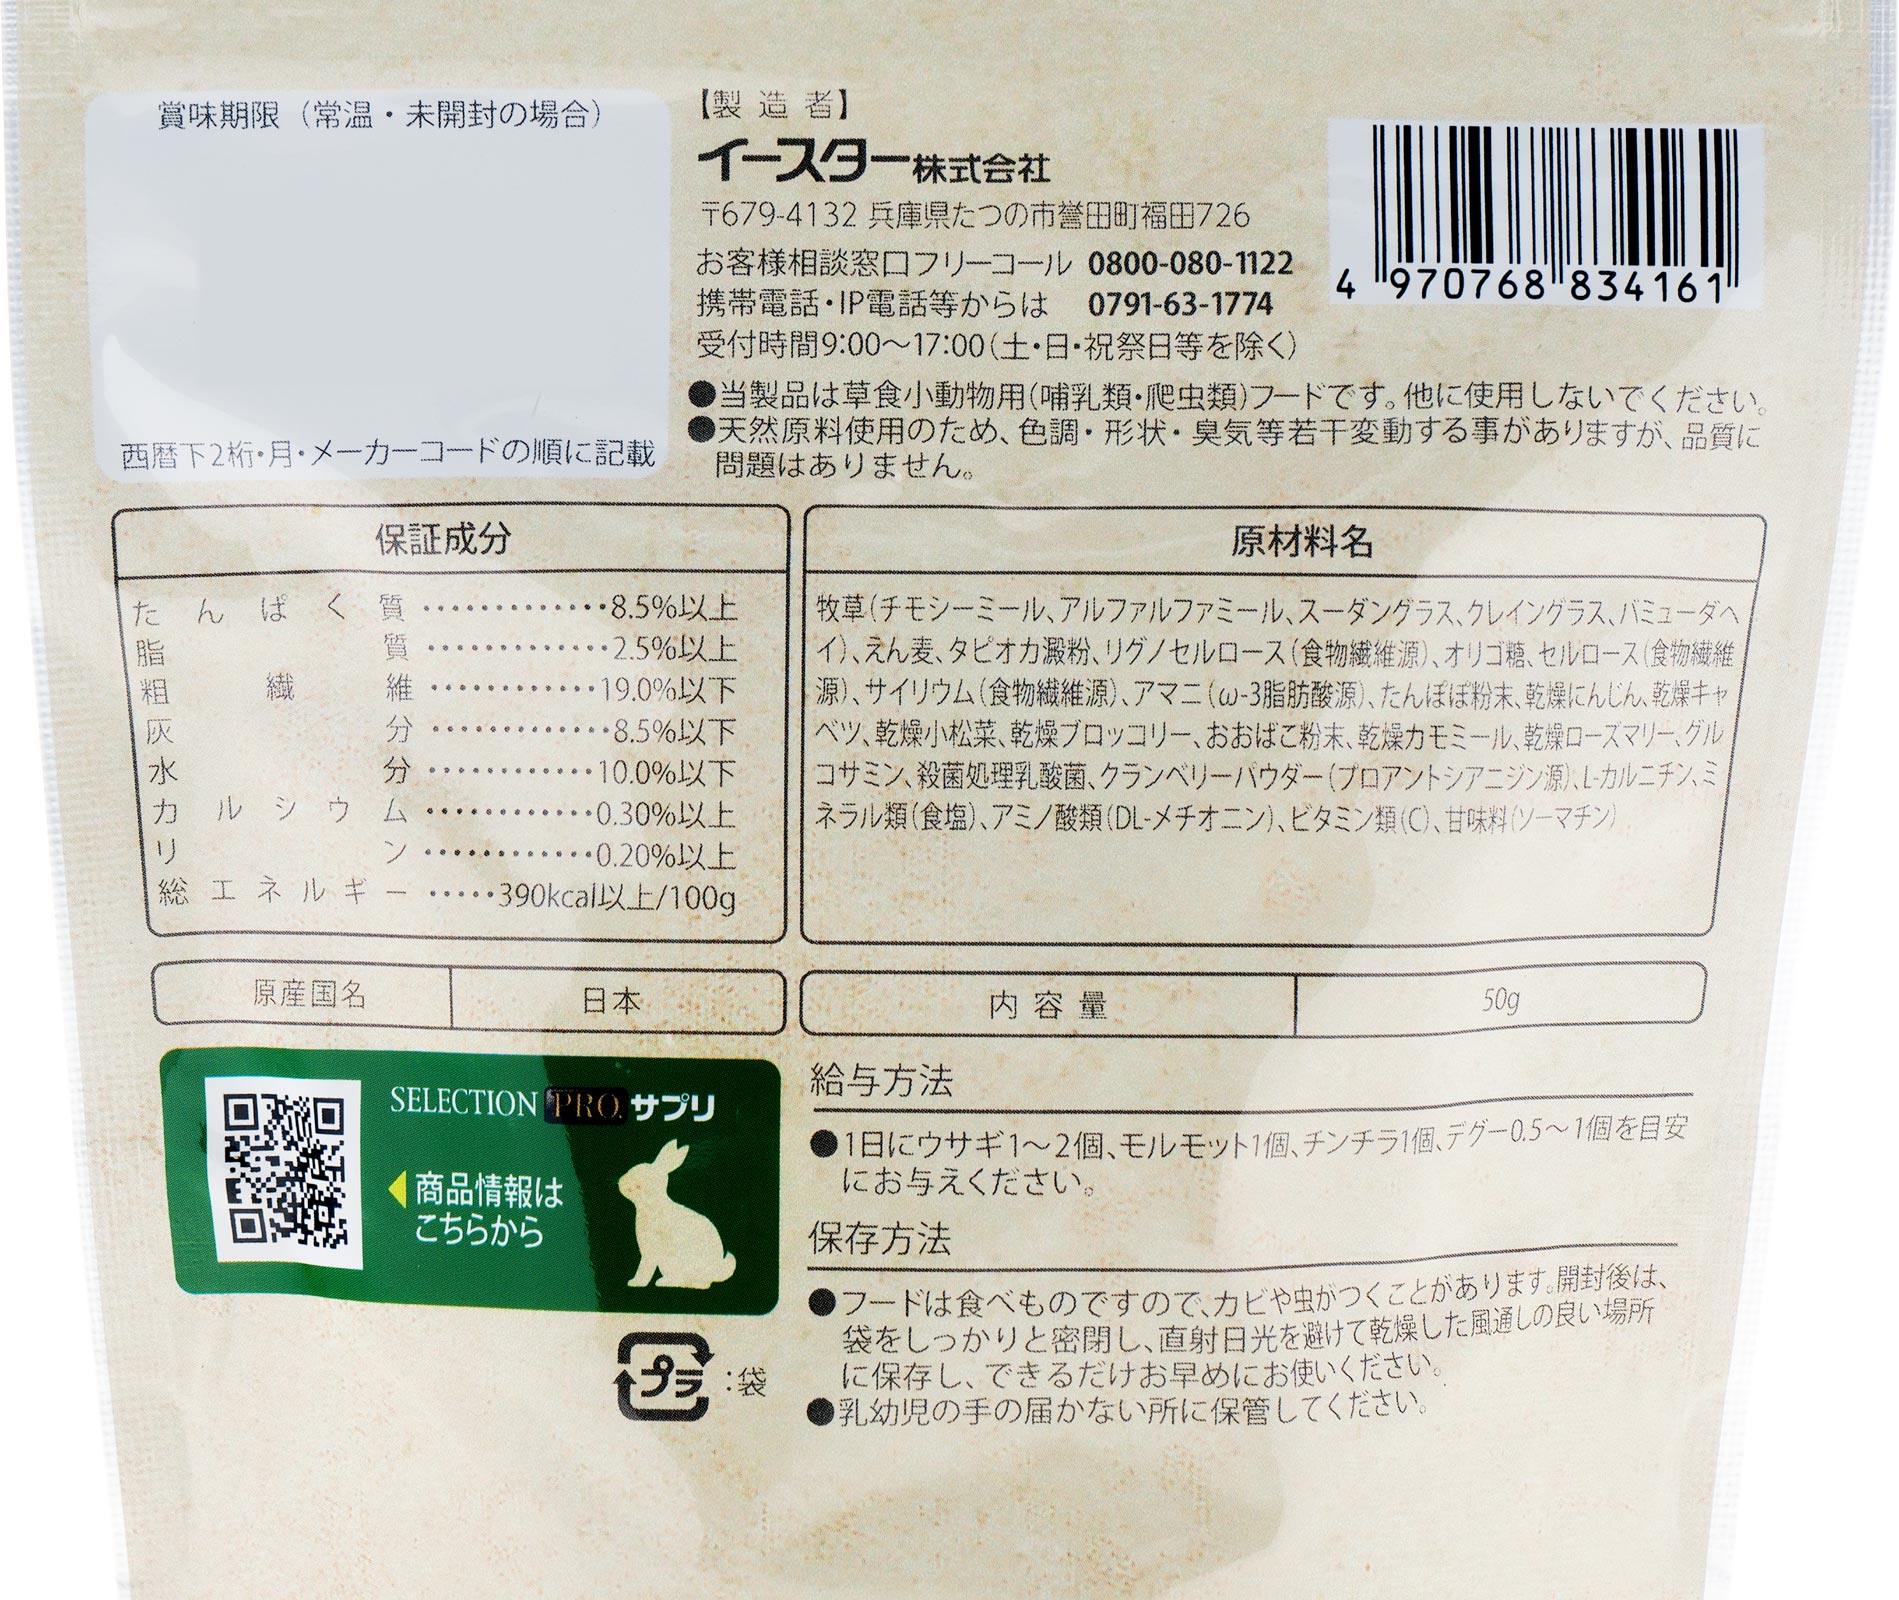 賞味期限（常温・未開封の場合）
西暦下2桁・月・メーカーコードの順に記載
【製造者】
イースター株式会社
〒679-4132 兵庫県たつの市誉田町福田726
お客様相談窓口フリーコール 0800-080-1122
携帯電話・IP電話等からは 0791-63-1774
受付時間9:00～17:00(土・日・祝祭日等を除く)
4 970768 834161
●当製品は草食小動物用(哺乳類・爬虫類)フードです。他に使用しないでください。
●天然原料使用のため、色調・形状・臭気等若干変動する事がありますが、品質に
問題はありません。
保証成分
たんぱく質 ‥‥‥‥‥‥‥8.5%以上
脂質 ‥‥‥‥‥‥‥2.5%以上
粗繊維 ‥‥‥‥‥‥19.0%以下
灰分 ‥‥‥‥‥‥‥8.5%以下
水分 ‥‥‥‥‥‥10.0%以下
カルシウム ‥‥‥‥‥‥0.30%以上
リン ‥‥‥‥‥‥0.20%以上
総エネルギー ‥‥‥390kcal以上/100g
原材料名
牧草(チモシーミール、アルファルファミール、スーダングラス、クレイングラス、バミューダヘ
イ)、えん麦、タピオカ澱粉、リグノセルロース(食物繊維源)、オリゴ糖、セルロース(食物繊維
源)、サイリウム(食物繊維源)、アマニ(ω-3脂肪酸源)、たんぽぽ粉末、乾燥にんじん、乾燥キャ
ベツ、乾燥小松菜、乾燥ブロッコリー、おおばこ粉末、乾燥カモミール、乾燥ローズマリー、グル
コサミン、殺菌処理乳酸菌、クランベリーパウダー(プロアントシアニジン源)、L-カルニチン、ミ
ネラル類(食塩)、アミノ酸類(DL-メチオニン)、ビタミン類(C)、甘味料(ソーマチン)
原産国名 日本
内容量 50g
SELECTION PRO. サプリ
商品情報は
こちらから
プラ :袋
給与方法
●1日にウサギ1～2個、モルモット1個、チンチラ1個、デグー0.5～1個を目安
にお与えください。
保存方法
●フードは食べものですので、カビや虫がつくことがあります。開封後は、
袋をしっかりと密閉し、直射日光を避けて乾燥した風通しの良い場所
に保存し、できるだけお早めにお使いください。
●乳幼児の手の届かない所に保管してください。